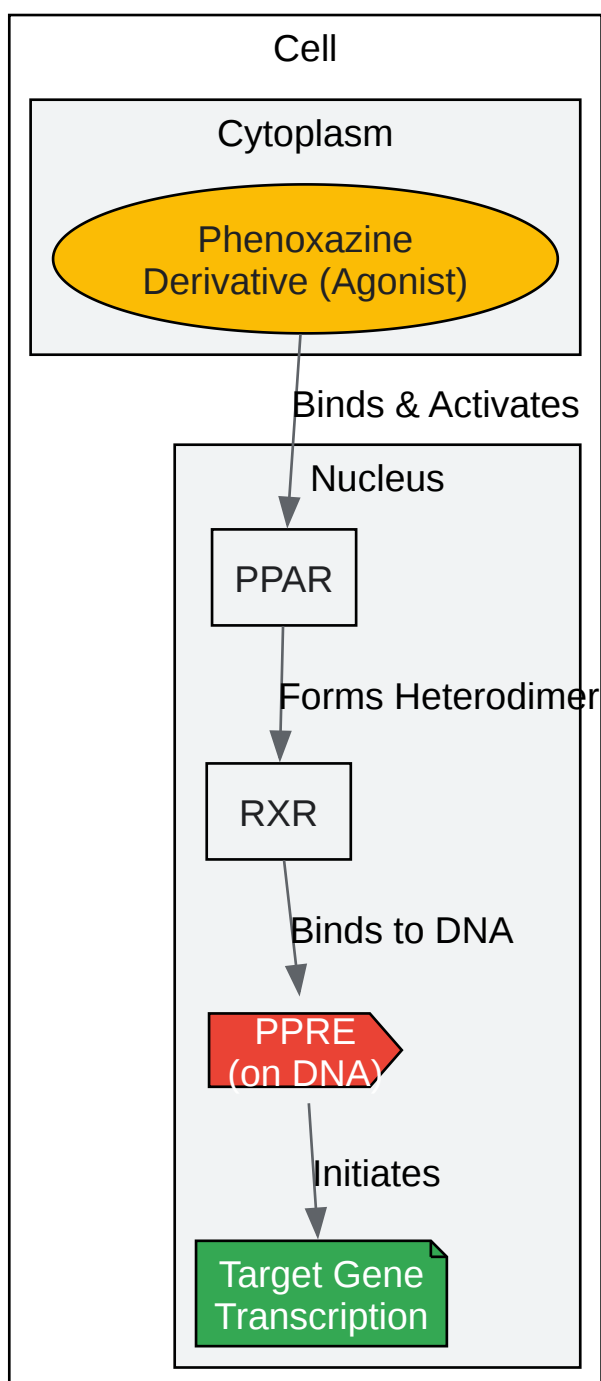 Cell
Cytoplasm
Phenoxazine
Derivative (Agonist)
Binds & Activates
Nucleus
PPAR
Forms Heterodimer
RXR
Binds to DNA
PPRE
(on DNA)
Initiates
Target Gene
Transcription